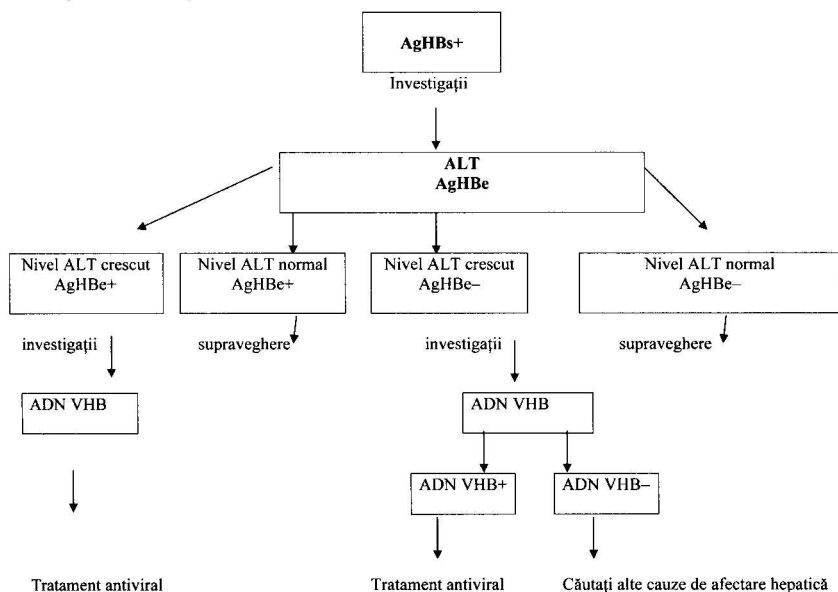 AgHBs+
Investigații
ALT
AgHBe
Nivel ALT crescut
AgHBe+
Nivel ALT normal
AgHBe+
Nivel ALT crescut
AgHBe–
Nivel ALT normal
AgHBe–
investigații
supraveghere
investigații
supraveghere
ADN VHB
ADN VHB
ADN VHB+
ADN VHB–
Tratament antiviral
Tratament antiviral
Căutați alte cauze de afectare hepatică